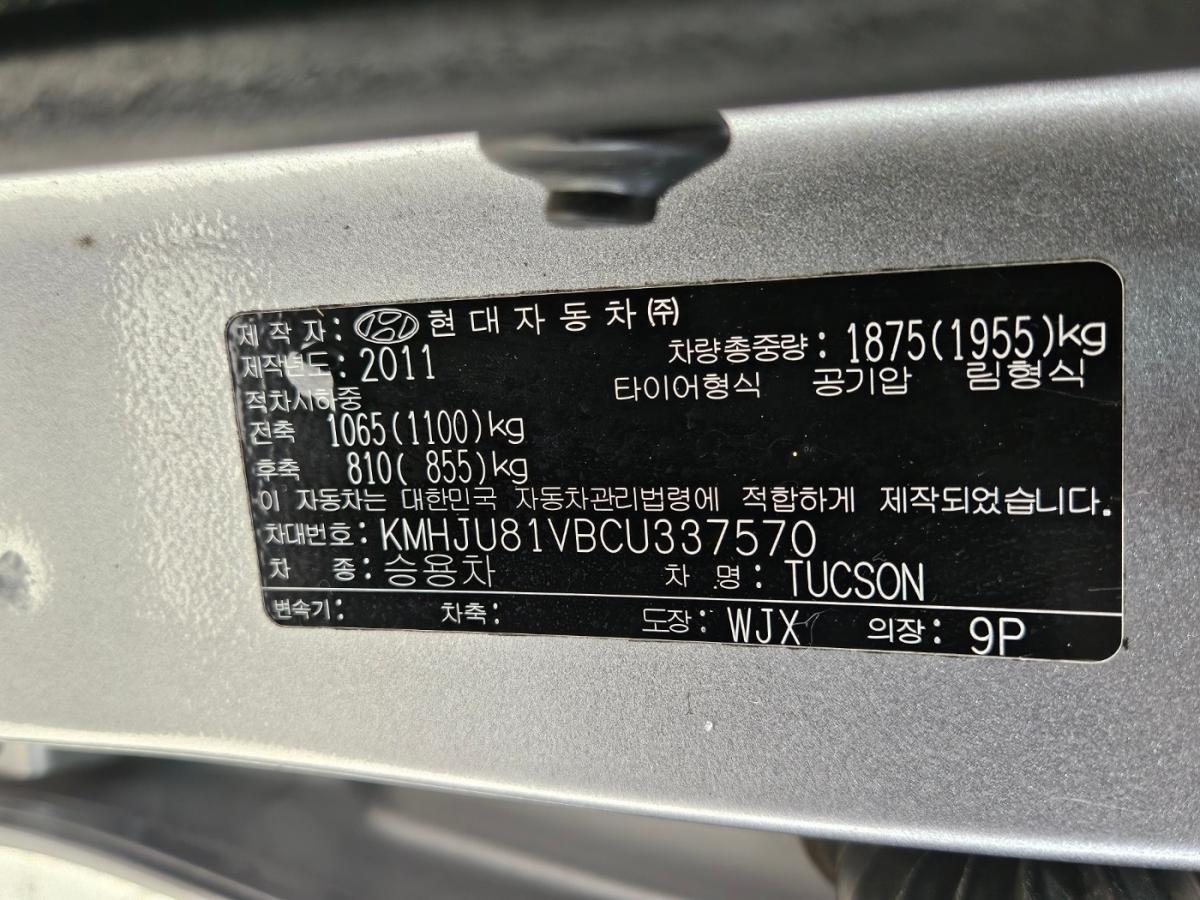 제 작 자: 현 대 자 동 차 ㈜
제작년도: 2011 차량총중량: 1875(1955)kg
적차시하중 타이어형식 공기압 림형식
전축 1065(1100)kg
후축 810( 855)kg
이 자동차는 대한민국 자동차관리법령에 적합하게 제작되었습니다.
차대번호: KMHJU81VBCU337570
차 종: 승용차 차 명: TUCSON
변속기: 차축: 도장: WJX 의장: 9P